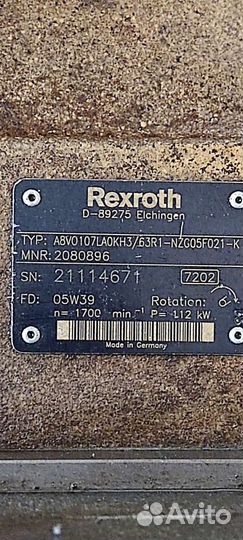 Rexroth
D-89275 Elchingen
TYP: A8VO107LA0KH3/63R1-NZG05F021-K
MNR: 2080896
SN: 21114671 7202
FD: 05W39 Rotation:
n= 1700 min⁻¹ P= 112 kW
Made in Germany
Avito